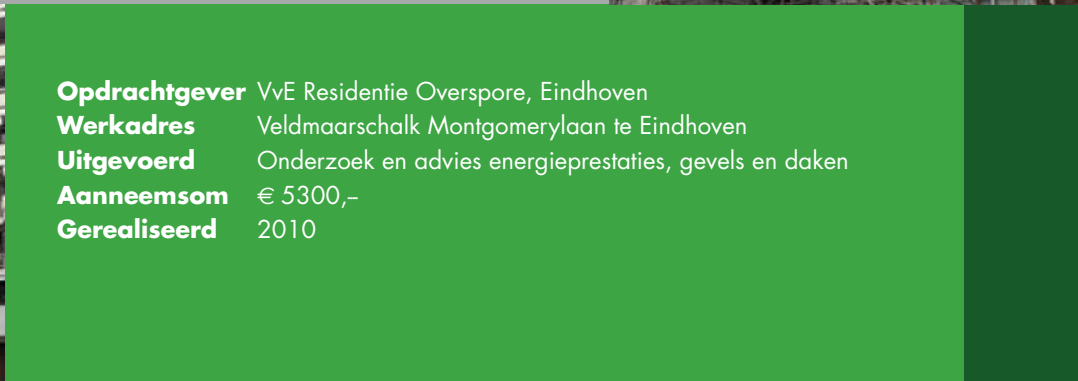 Opdrachtgever VvE Residentie Overspore, Eindhoven
Werkadres Veldmaarschalk Montgomerylaan te Eindhoven
Uitgevoerd Onderzoek en advies energieprestaties, gevels en daken
Aanneemsom € 5300,–
Gerealiseerd 2010